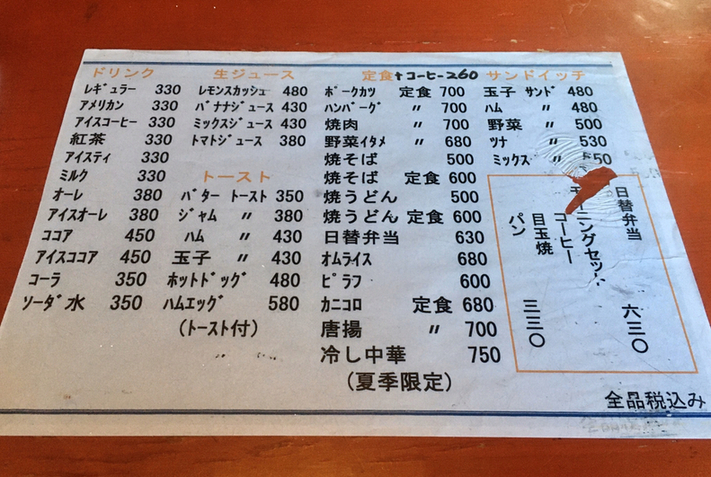 ドリンク
レギュラー 330
アメリカン 330
アイスコーヒー 330
紅茶 330
アイスティ 330
ミルク 330
オーレ 380
アイスオーレ 380
ココア 450
アイスココア 450
コーラ 350
ソーダ水 350
生ジュース
レモンスカッシュ 480
バナナジュース 430
ミックスジュース 430
トマトジュース 380
トースト
バタートースト 350
ジャム 〃 380
ハム 〃 430
玉子 〃 430
ホットドッグ 480
ハムエッグ 580
(トースト付)
定食+コーヒー260
ポークカツ 定食 700
ハンバーグ 〃 700
焼肉 〃 700
野菜イタメ 〃 680
焼そば 500
焼そば 定食 600
焼うどん 500
焼うどん 定食 600
日替弁当 630
オムライス 680
ピラフ 600
カニコロ 定食 680
唐揚 〃 700
冷し中華 750
(夏季限定)
サンドイッチ
玉子 サンド 480
ハム 〃 480
野菜 〃 500
ツナ 〃 530
ミックス 〃 550
日替弁当 六三〇
ニングセット
コーヒー
目玉焼
パン 三三〇
全品税込み